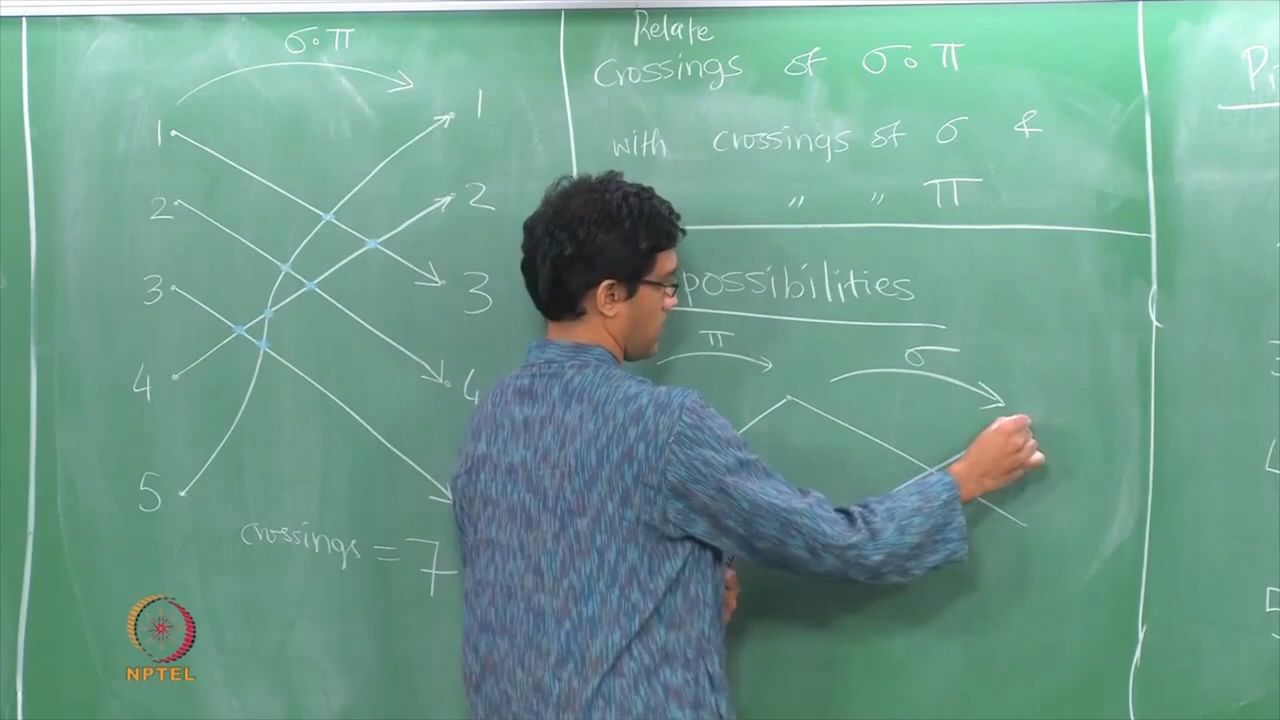 σ∘π
1 1
2 2
3 3
4 4
5
crossings = 7
Relate
Crossings of σ∘π
with crossings of σ &
" " π
possibilities
π σ
NPTEL